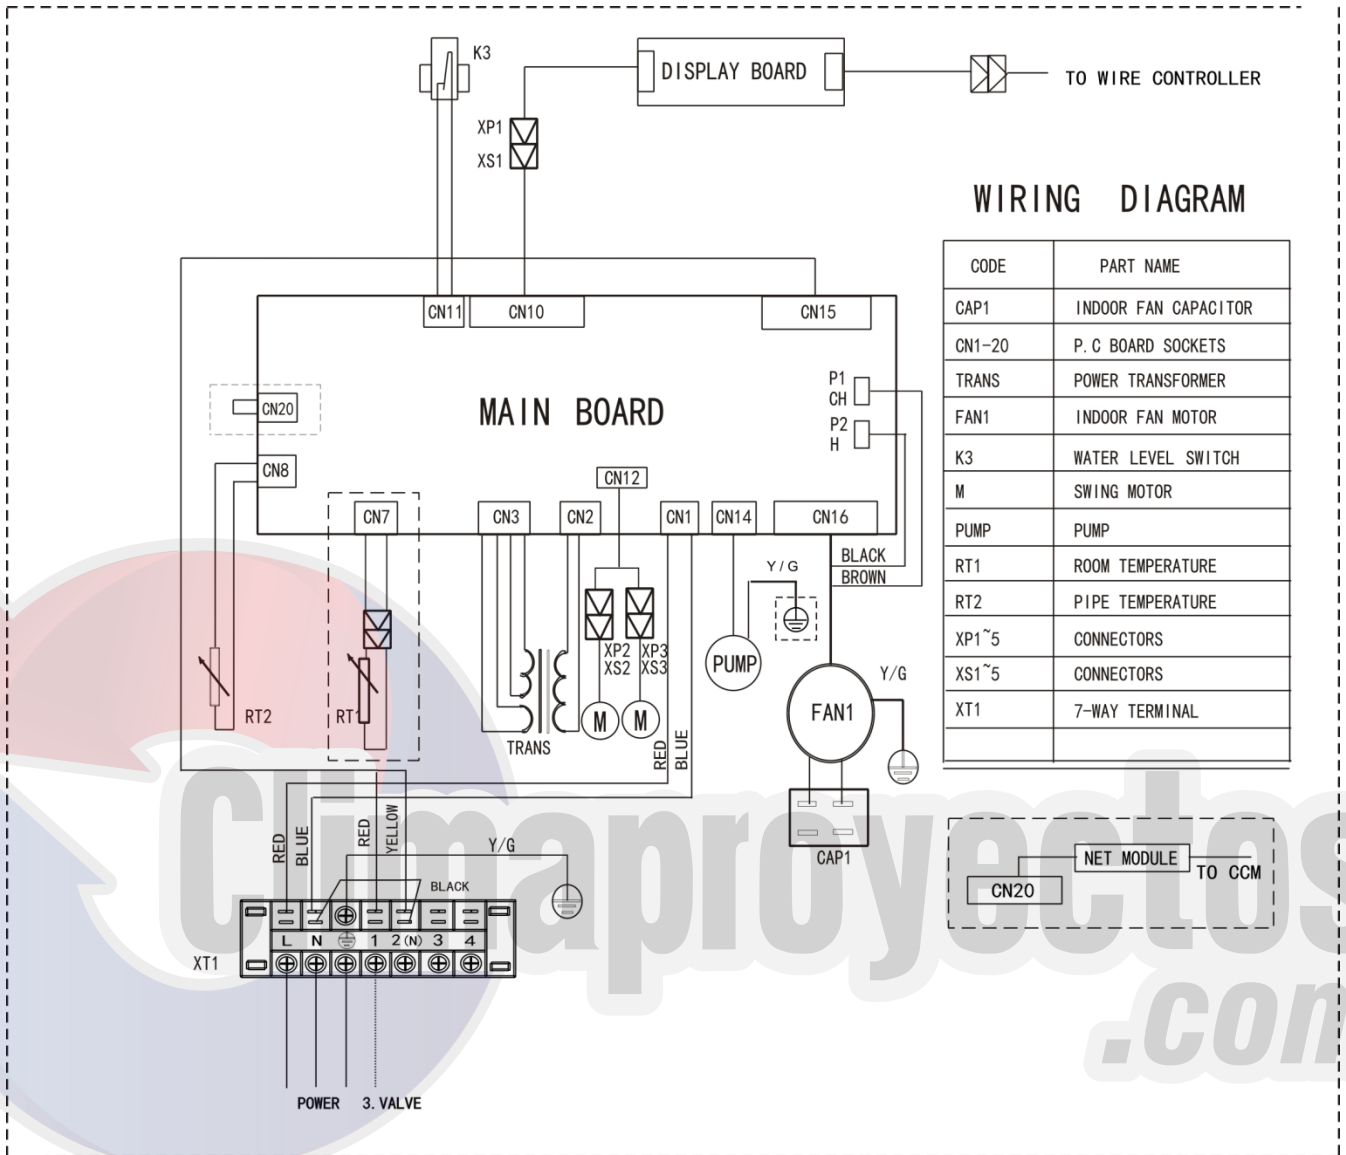 K3
DISPLAY BOARD
TO WIRE CONTROLLER
XP1
XS1
WIRING DIAGRAM
CODE PART NAME
CAP1 INDOOR FAN CAPACITOR
CN1-20 P.C BOARD SOCKETS
TRANS POWER TRANSFORMER
FAN1 INDOOR FAN MOTOR
K3 WATER LEVEL SWITCH
M SWING MOTOR
PUMP PUMP
RT1 ROOM TEMPERATURE
RT2 PIPE TEMPERATURE
XP1~5 CONNECTORS
XS1~5 CONNECTORS
XT1 7-WAY TERMINAL
CN11 CN10 CN15
P1
CH
P2
H
CN20
MAIN BOARD
CN8
CN12
CN7 CN3 CN2 CN1 CN14 CN16
BLACK
BROWN
Y/G
XP2 XP3
XS2 XS3
PUMP
Y/G
RT2 RT1
M M
FAN1
TRANS
RED
BLUE
RED
BLUE
RED
YELLOW
Y/G
CAP1
BLACK
NET MODULE
TO CCM
CN20
L N 1 2(N) 3 4
XT1
POWER 3.VALVE
Climaproyectos
.com